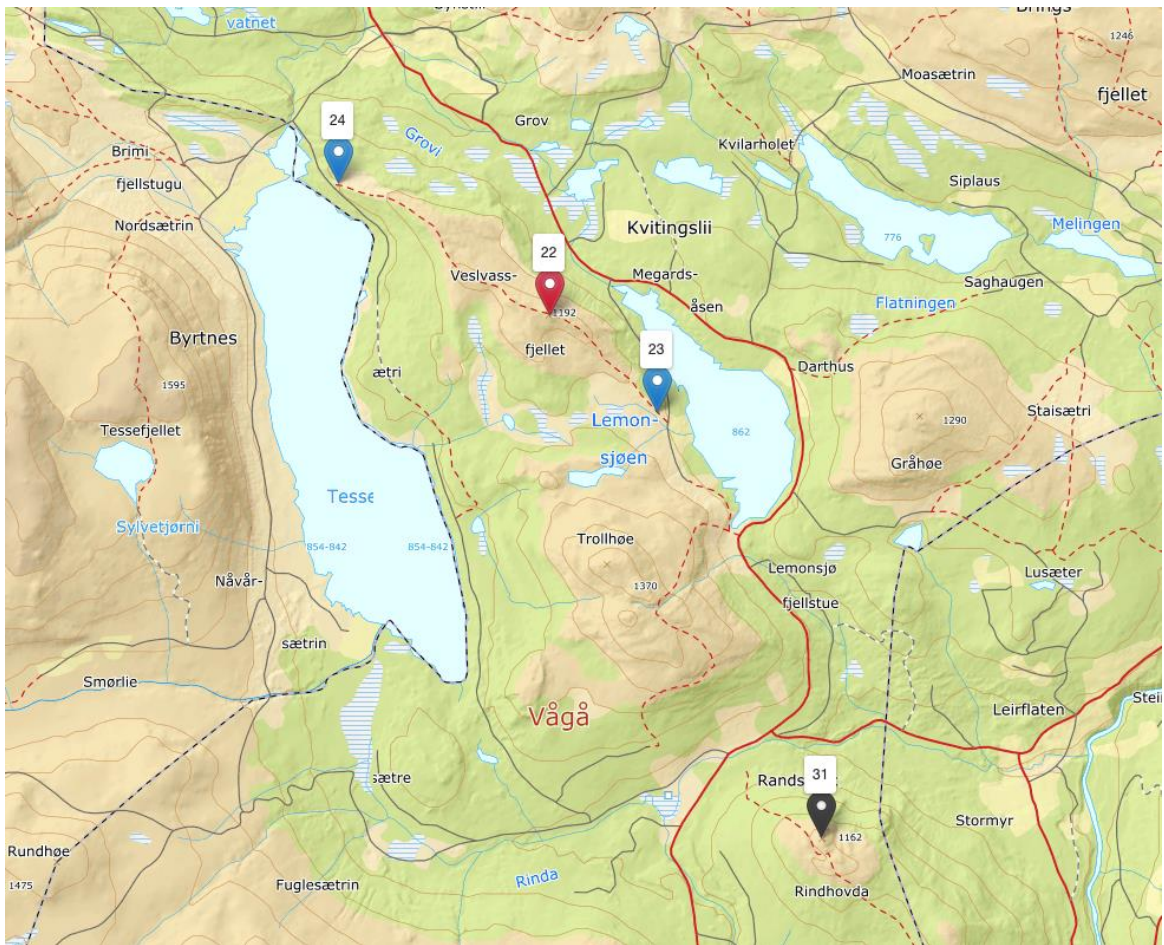 vatnet
Brings
1246
Moasætrin
fjellet
24
Grov
Grovi
Kvilarholet
Brimi
fjellstugu
Siplaus
Nordsætrin
Kvitingslii
Melingen
776
22
Veslvass-
Megards-
åsen
Saghaugen
Flatningen
1192
Byrtnes
fjellet
23
Darthus
1595
ætri
Tessefjellet
Lemon-
sjøen
862
Staisætri
1290
Gråhøe
Tesse
Sylvetjørni
854-842
854-842
Trollhøe
1370
Lemonsjø
fjellstue
Lusæter
Nåvår-
sætrin
Smørlie
Vågå
Leirflaten
sætre
31
Rands
1162
Stormyr
Rundhøe
1475
Fuglesætrin
Rinda
Rindhovda